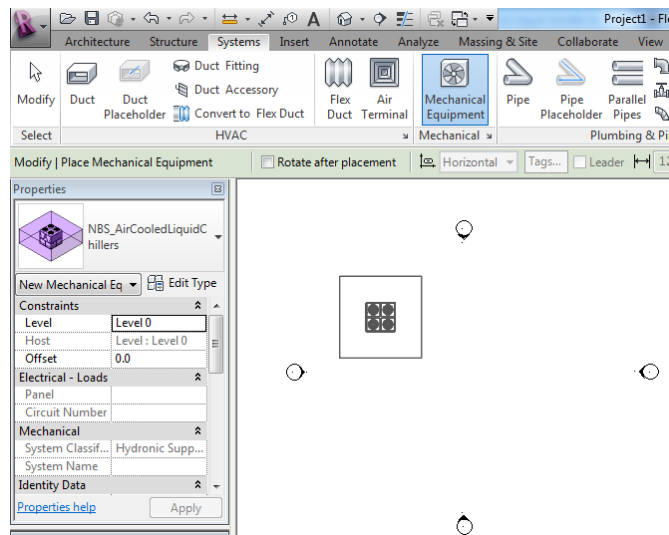 Project1 - Flo
Architecture Structure Systems Insert Annotate Analyze Massing & Site Collaborate View
Modify
Duct
Duct Placeholder
Duct Fitting
Duct Accessory
Convert to Flex Duct
Flex Duct
Air Terminal
Mechanical Equipment
Pipe
Pipe Placeholder
Parallel Pipes
Select HVAC Mechanical Plumbing & Pi
Modify | Place Mechanical Equipment Rotate after placement Horizontal Tags... Leader 12
Properties
NBS_AirCooledLiquidC
hillers
New Mechanical Eq Edit Type
Constraints
Level Level 0
Host Level : Level 0
Offset 0.0
Electrical - Loads
Panel
Circuit Number
Mechanical
System Classif... Hydronic Supp...
System Name
Identity Data
Properties help Apply